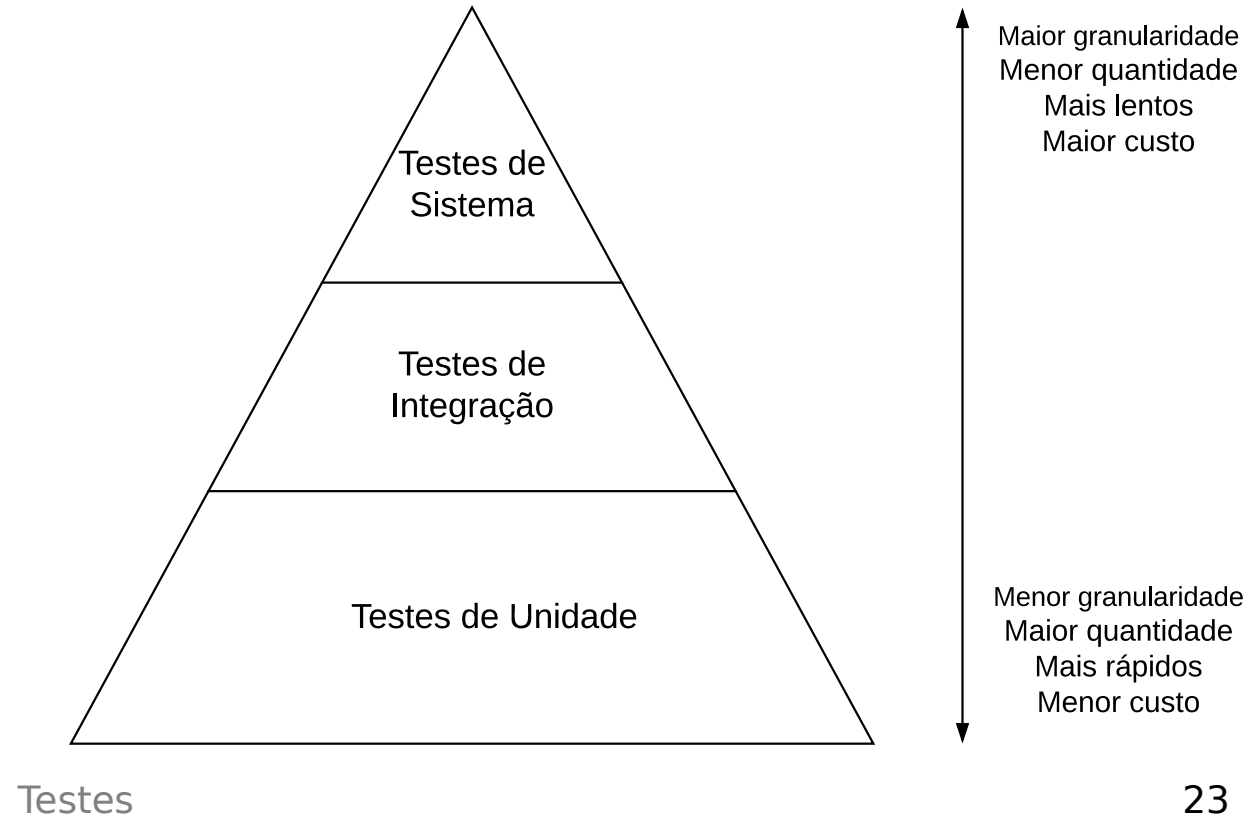 Testes de
Sistema
Testes de
Integração
Testes de Unidade
Maior granularidade
Menor quantidade
Mais lentos
Maior custo
Menor granularidade
Maior quantidade
Mais rápidos
Menor custo
Testes
23